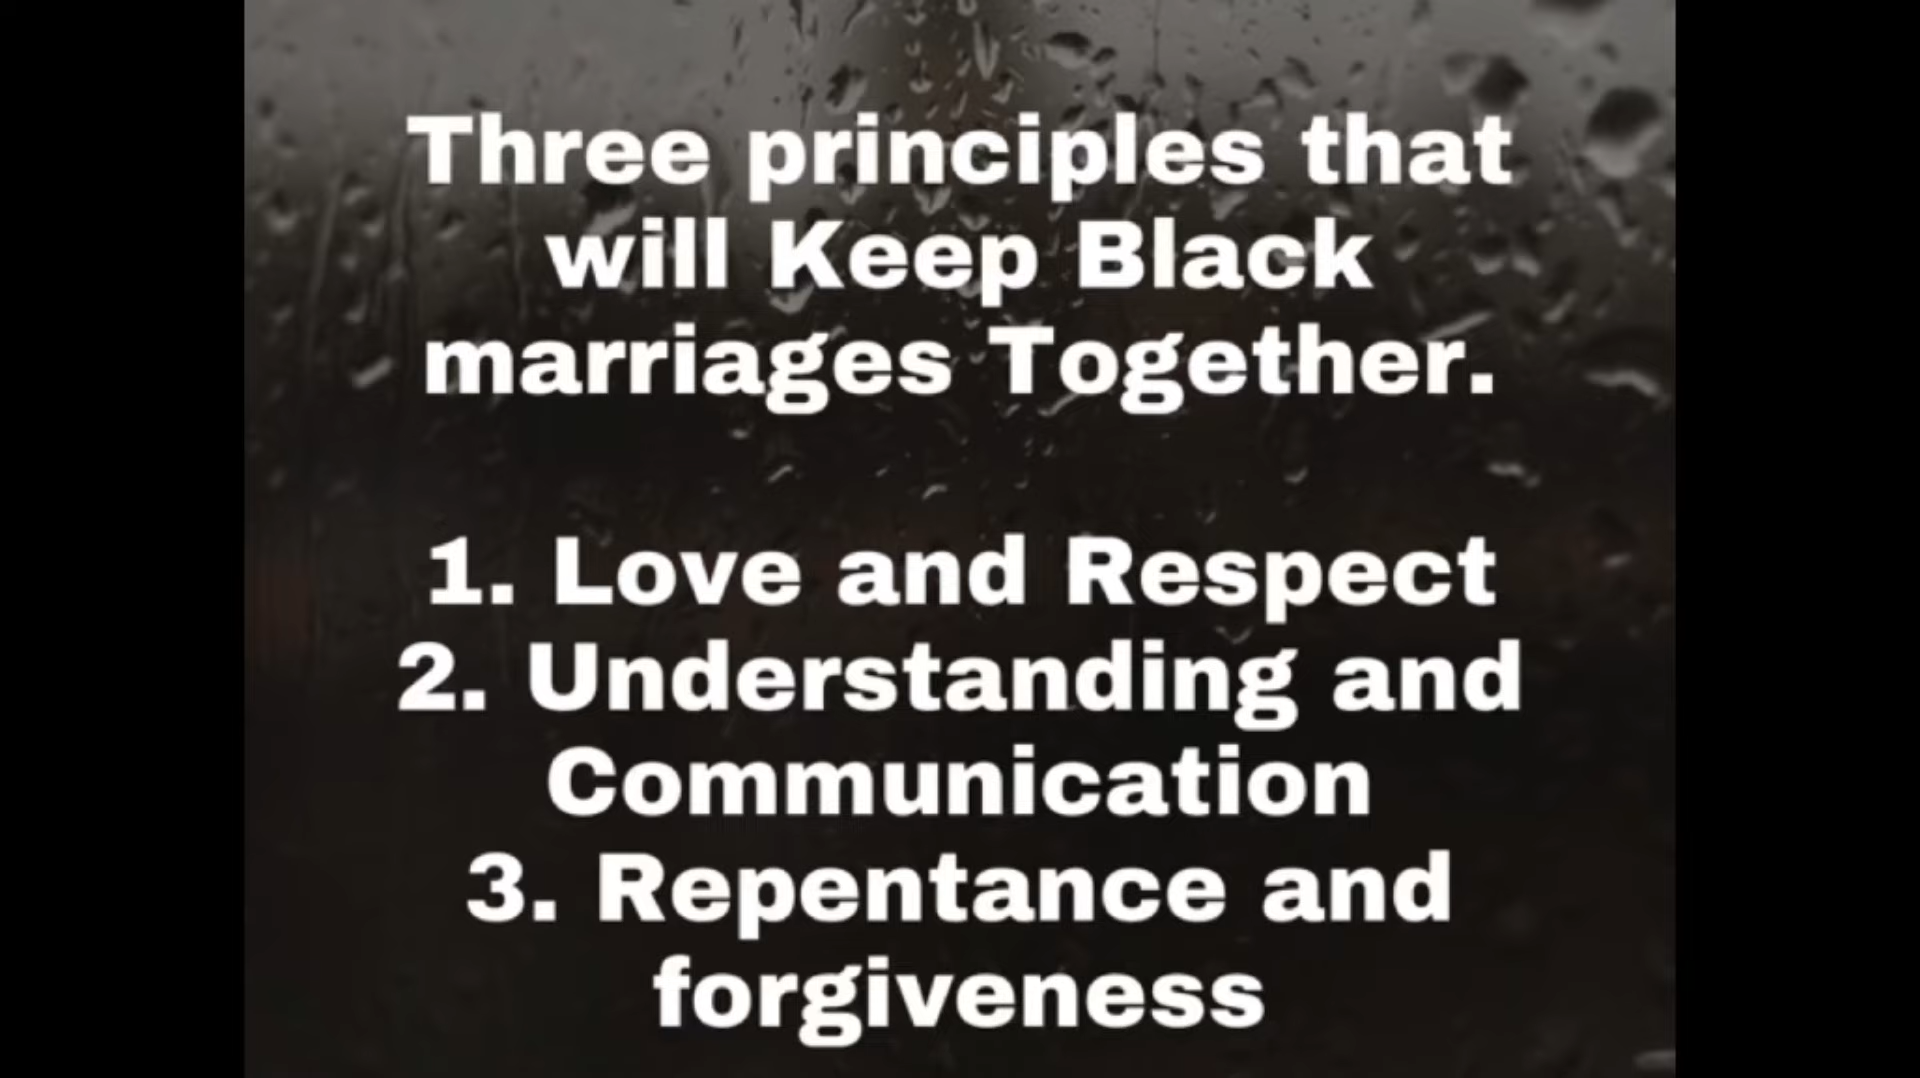 Three principles that
will Keep Black
marriages Together.
1. Love and Respect
2. Understanding and
Communication
3. Repentance and
forgiveness